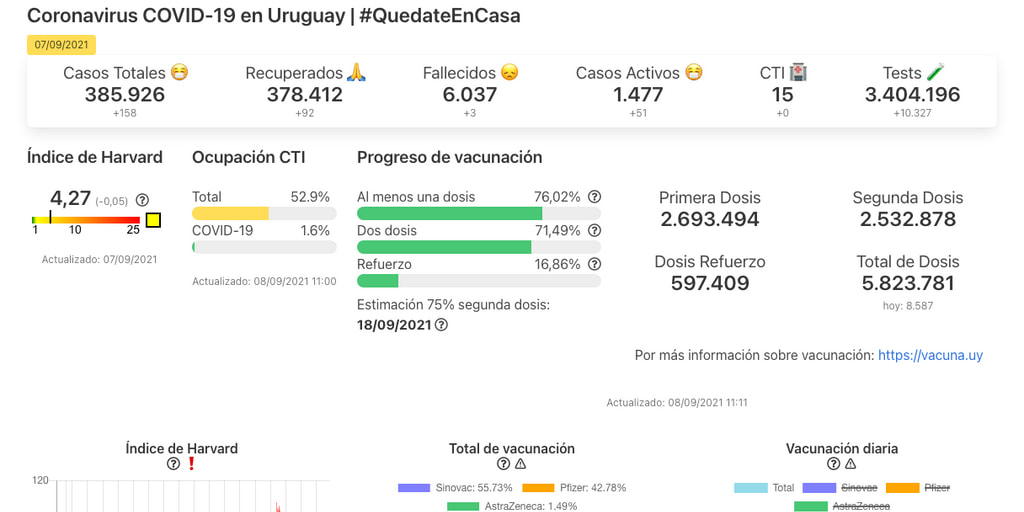 Coronavirus COVID-19 en Uruguay | #QuedateEnCasa
07/09/2021
Casos Totales 😷 Recuperados 🙏 Fallecidos 😞 Casos Activos 😷 CTI 🏥 Tests 🧪
385.926 378.412 6.037 1.477 15 3.404.196
+158 +92 +3 +51 +0 +10.327
Índice de Harvard
4,27 (-0,05) ?
1 10 25
Actualizado: 07/09/2021
Ocupación CTI
Total 52.9%
COVID-19 1.6%
Actualizado: 08/09/2021 11:00
Progreso de vacunación
Al menos una dosis 76,02% ?
Dos dosis 71,49% ?
Refuerzo 16,86% ?
Estimación 75% segunda dosis:
18/09/2021 ?
Primera Dosis Segunda Dosis
2.693.494 2.532.878
Dosis Refuerzo Total de Dosis
597.409 5.823.781
hoy: 8.587
Por más información sobre vacunación: https://vacuna.uy
Actualizado: 08/09/2021 11:11
Índice de Harvard
? ❗
120
Total de vacunación
? ⚠
Sinovac: 55.73% Pfizer: 42.78%
AstraZeneca: 1.49%
Vacunación diaria
? ⚠
Total Sinovac Pfizer
AstraZeneca